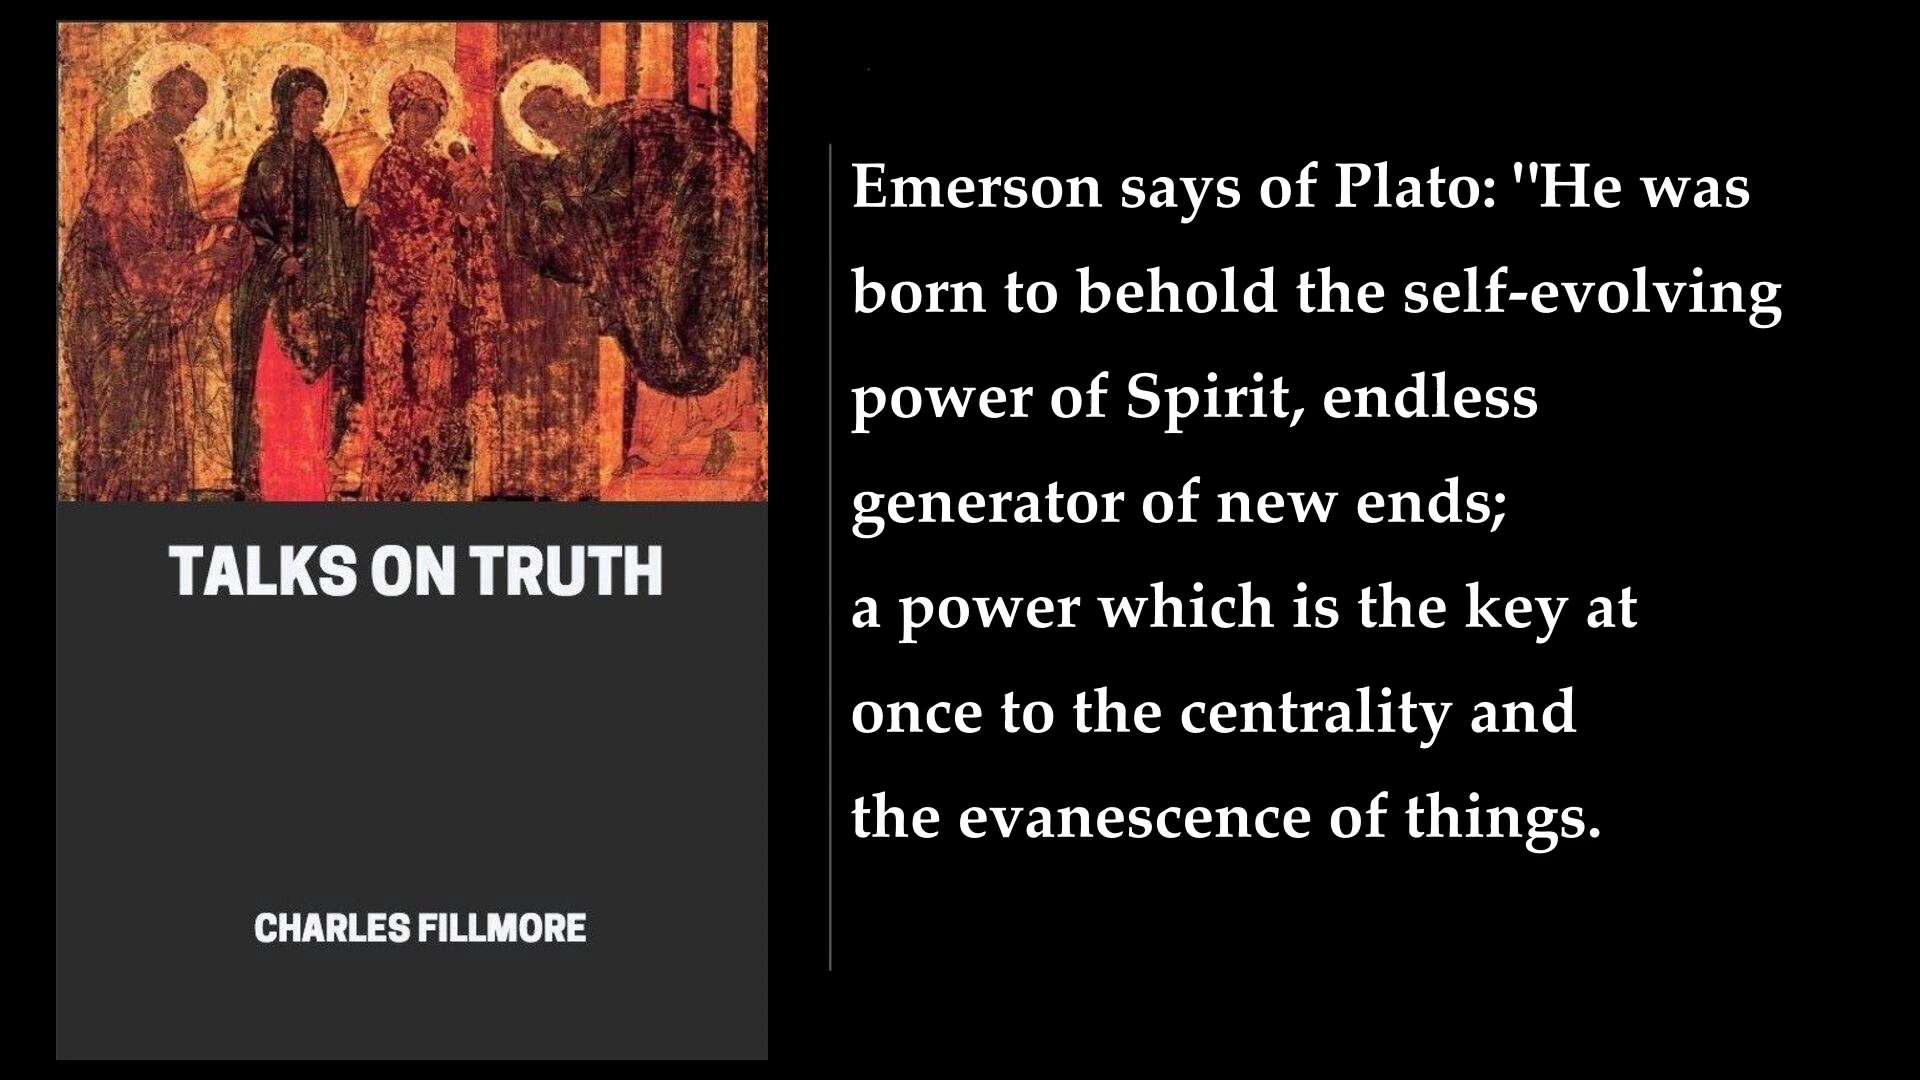 TALKS ON TRUTH
CHARLES FILLMORE
Emerson says of Plato: "He was
born to behold the self-evolving
power of Spirit, endless
generator of new ends;
a power which is the key at
once to the centrality and
the evanescence of things.